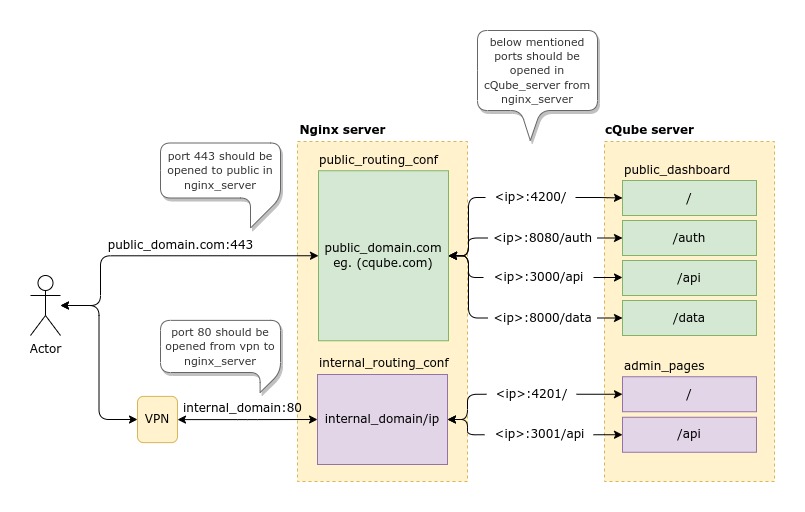 below mentioned
ports should be
opened in
cQube_server from
nginx_server
Nginx server
cQube server
port 443 should be
opened to public in
nginx_server
public_routing_conf
public_dashboard
<ip>:4200/
/
public_domain.com:443
public_domain.com
eg. (cqube.com)
<ip>:8080/auth
/auth
<ip>:3000/api
/api
<ip>:8000/data
/data
Actor
port 80 should be
opened from vpn to
nginx_server
internal_routing_conf
admin_pages
<ip>:4201/
/
VPN
internal_domain:80
internal_domain/ip
<ip>:3001/api
/api